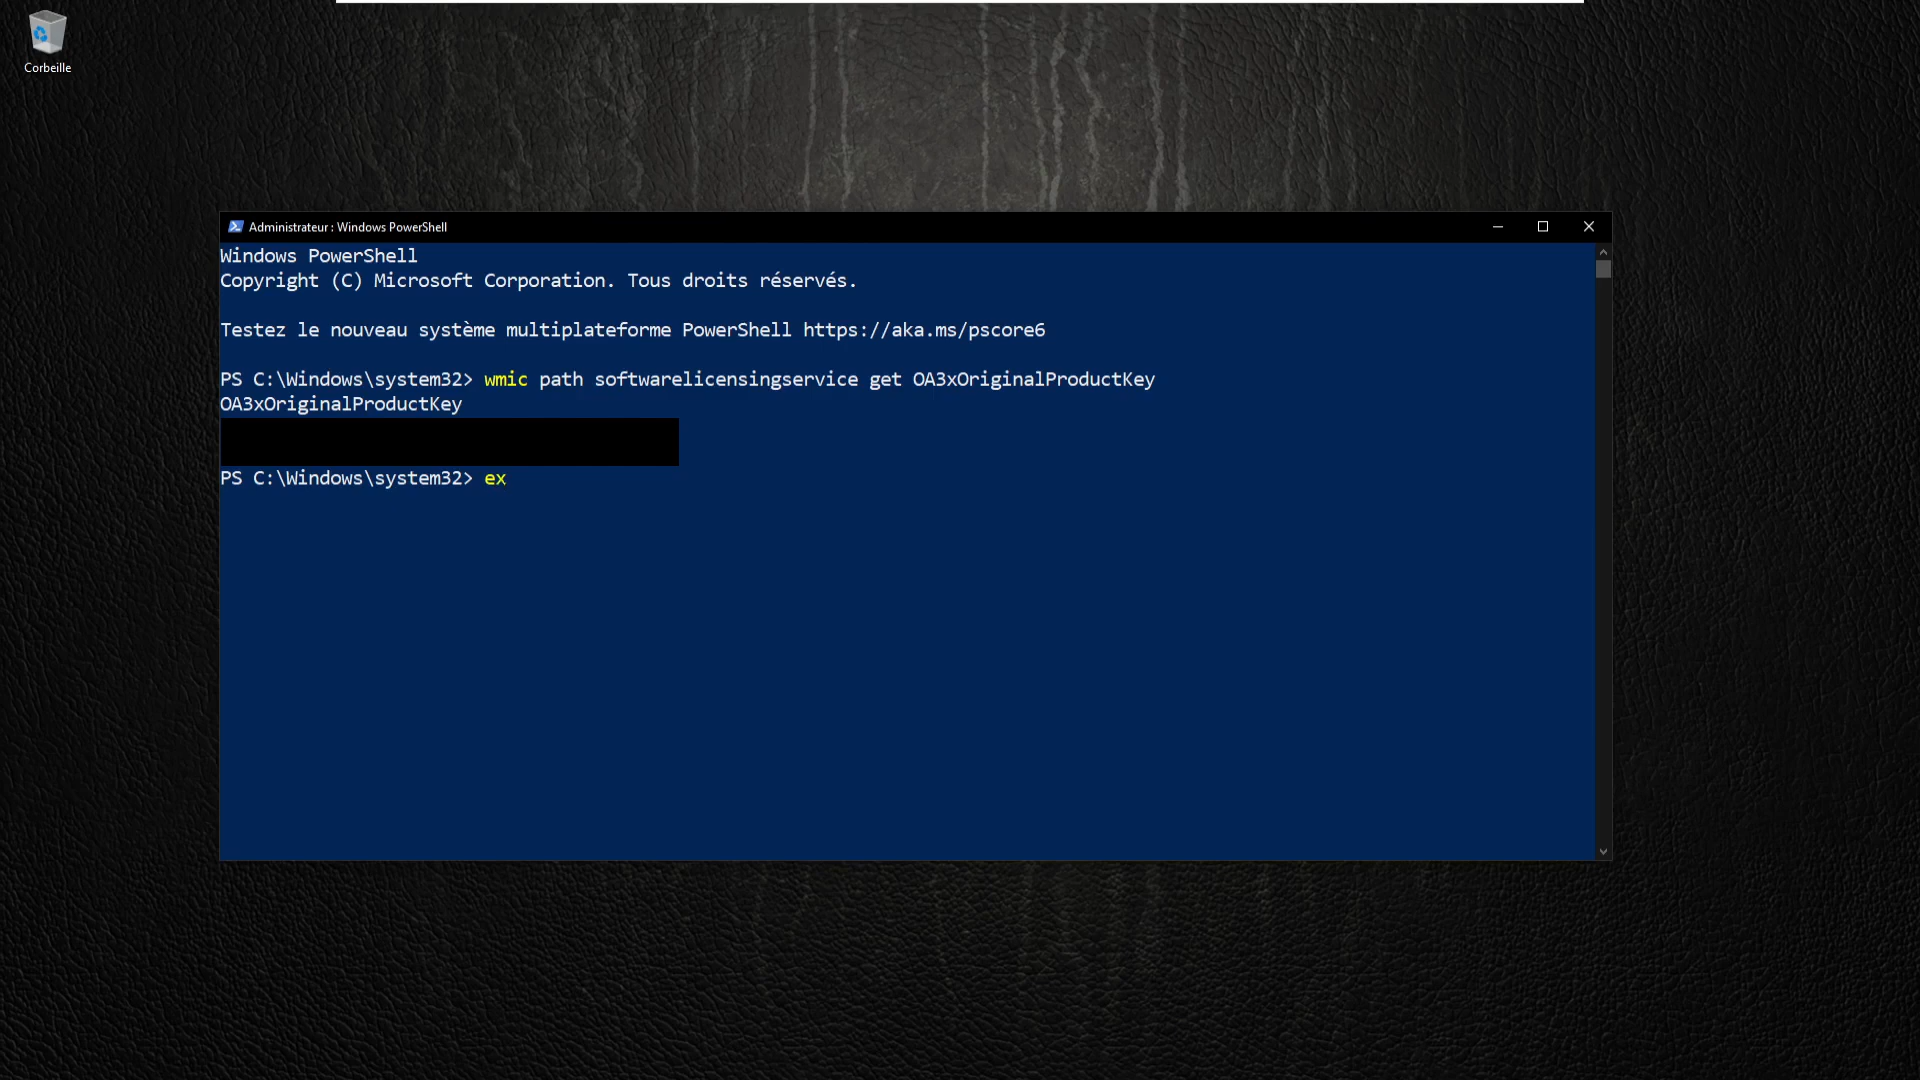 Corbeille
Administrateur : Windows PowerShell
Windows PowerShell
Copyright (C) Microsoft Corporation. Tous droits réservés.
Testez le nouveau système multiplateforme PowerShell https://aka.ms/pscore6
PS C:\Windows\system32> wmic path softwarelicensingservice get OA3xOriginalProductKey
OA3xOriginalProductKey
PS C:\Windows\system32> ex